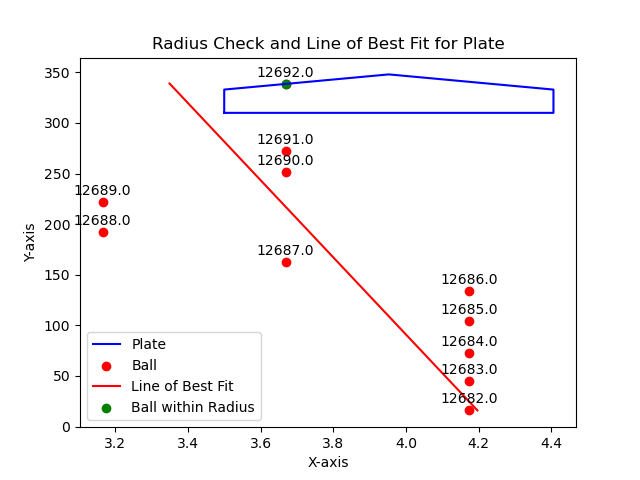 Radius Check and Line of Best Fit for Plate
350
300
250
200
150
100
50
0
Y-axis
12692.0
12691.0
12690.0
12689.0
12688.0
12687.0
12686.0
12685.0
12684.0
12683.0
12682.0
Plate
Ball
Line of Best Fit
Ball within Radius
3.2 3.4 3.6 3.8 4.0 4.2 4.4
X-axis